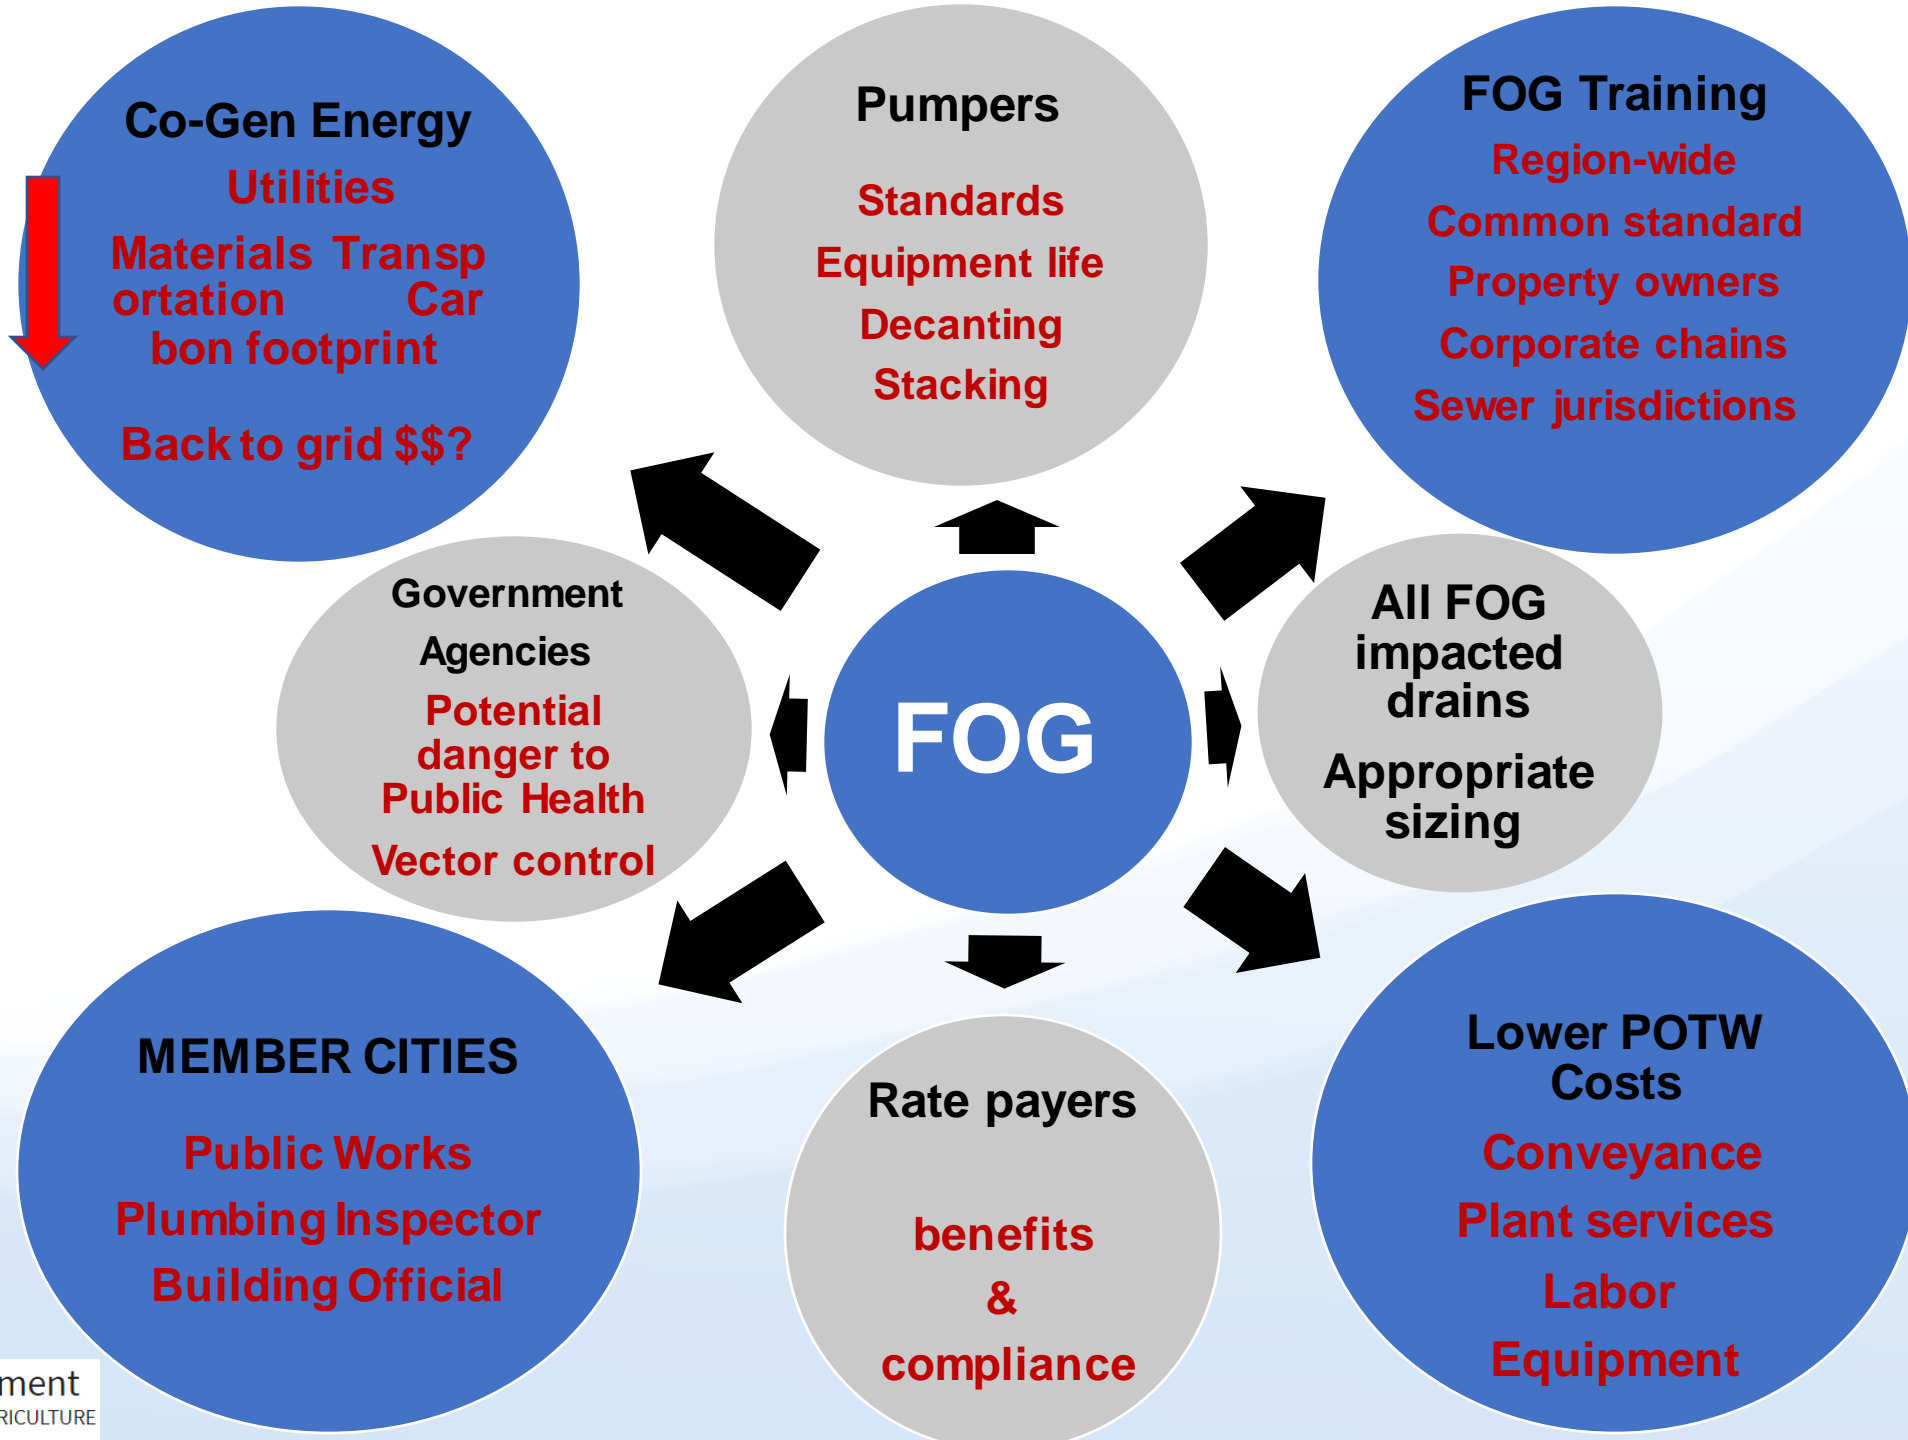 Co-Gen Energy
Utilities
Materials Transp
ortation Car
bon footprint
Back to grid $$?
Pumpers
Standards
Equipment life
Decanting
Stacking
FOG Training
Region-wide
Common standard
Property owners
Corporate chains
Sewer jurisdictions
Government
Agencies
Potential
danger to
Public Health
Vector control
FOG
All FOG
impacted
drains
Appropriate
sizing
MEMBER CITIES
Public Works
Plumbing Inspector
Building Official
Rate payers
benefits
&
compliance
Lower POTW
Costs
Conveyance
Plant services
Labor
Equipment
ment
RICULTURE